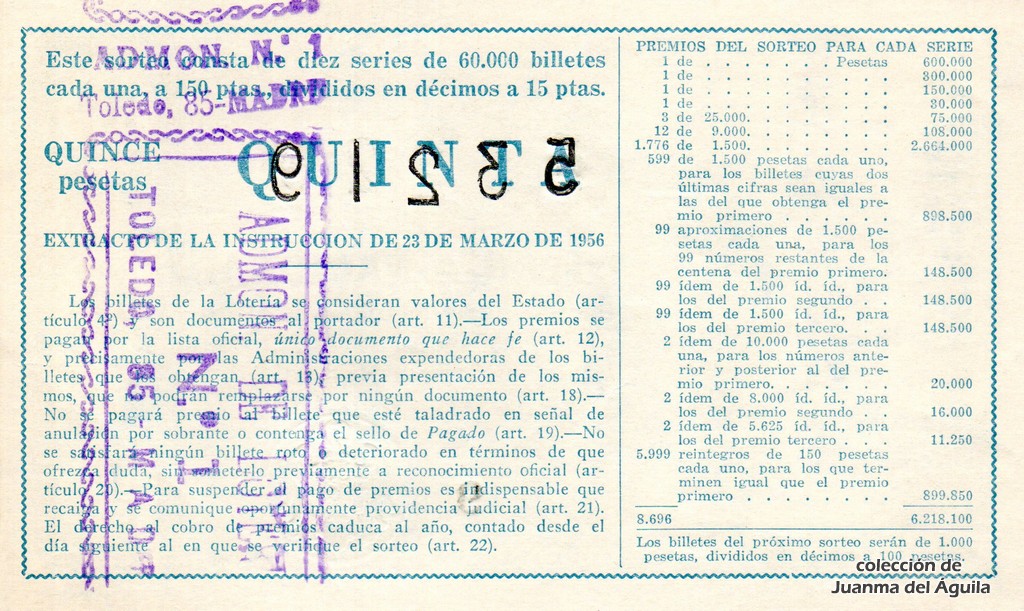 ADMON N.º 1
Este sorteo consta de diez series de 60.000 billetes
cada una, a 150 ptas., divididos en décimos a 15 ptas.
Toledo, 85-MADRID
QUINCE
pesetas
QUINTA
53219
EXTRACTO DE LA INSTRUCCION DE 23 DE MARZO DE 1956
Los billetes de la Lotería se consideran valores del Estado (ar-
tículo 4º) y son documentos al portador (art. 11).—Los premios se
pagan por la lista oficial, único documento que hace fe (art. 12),
y precisamente por las Administraciones expendedoras de los bi-
lletes que los obtengan (art. 13), previa presentación de los mis-
mos, que no podrán remplazarse por ningún documento (art. 18).—
No se pagará premio al billete que esté taladrado en señal de
anulación por sobrante o contenga el sello de Pagado (art. 19).—No
se satisfará ningún billete roto o deteriorado en términos de que
ofrezca duda, sin someterlo previamente a reconocimiento oficial (ar-
tículo 20).—Para suspender el pago de premios es indispensable que
recaiga y se comunique oportunamente providencia judicial (art. 21).
El derecho al cobro de premios caduca al año, contado desde el
día siguiente al en que se verifique el sorteo (art. 22).
ADMON DE
N.º 1
TOLEDA 85-MAD
PREMIOS DEL SORTEO PARA CADA SERIE
1 de . . . . . . . . Pesetas 600.000
1 de . . . . . . . . . . . 300.000
1 de . . . . . . . . . . . 150.000
1 de . . . . . . . . . . . 30.000
3 de 25.000. . . . . . . . 75.000
12 de 9.000. . . . . . . . 108.000
1.776 de 1.500. . . . . . . . 2.664.000
599 de 1.500 pesetas cada uno,
para los billetes cuyas dos
últimas cifras sean iguales a
las del que obtenga el pre-
mio primero . . . . . . . 898.500
99 aproximaciones de 1.500 pe-
setas cada una, para los
99 números restantes de la
centena del premio primero. 148.500
99 ídem de 1.500 íd. íd., para
los del premio segundo . . 148.500
99 ídem de 1.500 íd. íd., para
los del premio tercero. . . 148.500
2 ídem de 10.000 pesetas cada
una, para los números ante-
rior y posterior al del pre-
mio primero. . . . . . . . 20.000
2 ídem de 8.000 íd. íd., para
los del premio segundo . . 16.000
2 ídem de 5.625 íd. íd., para
los del premio tercero . . . 11.250
5.999 reintegros de 150 pesetas
cada uno, para los que ter-
minen igual que el premio
primero . . . . . . . . . 899.850
8.696 6.218.100
Los billetes del próximo sorteo serán de 1.000
pesetas, divididos en décimos a 100 pesetas.
colección de
Juanma del Águila